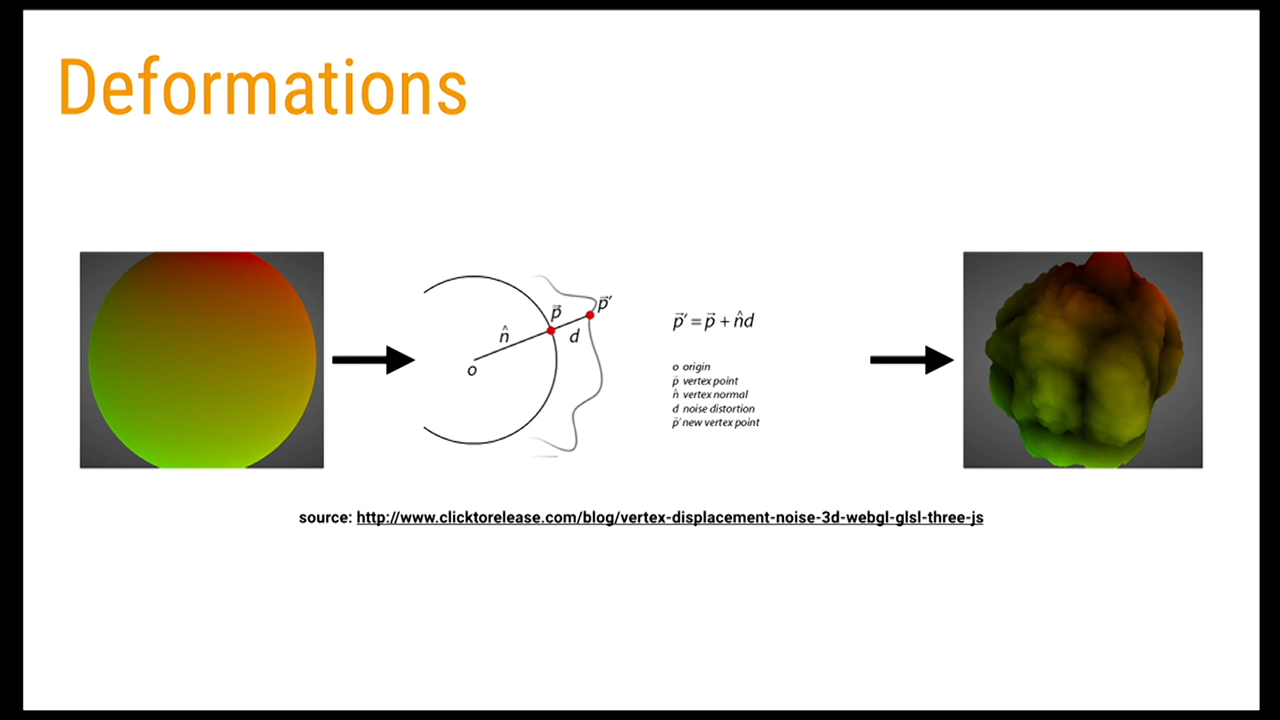 Deformations
p⃗′
p⃗
n̂
d
o
p⃗′ = p⃗ + n̂d
o origin
p⃗ vertex point
n̂ vertex normal
d noise distortion
p⃗′ new vertex point
source: http://www.clicktorelease.com/blog/vertex-displacement-noise-3d-webgl-glsl-three-js